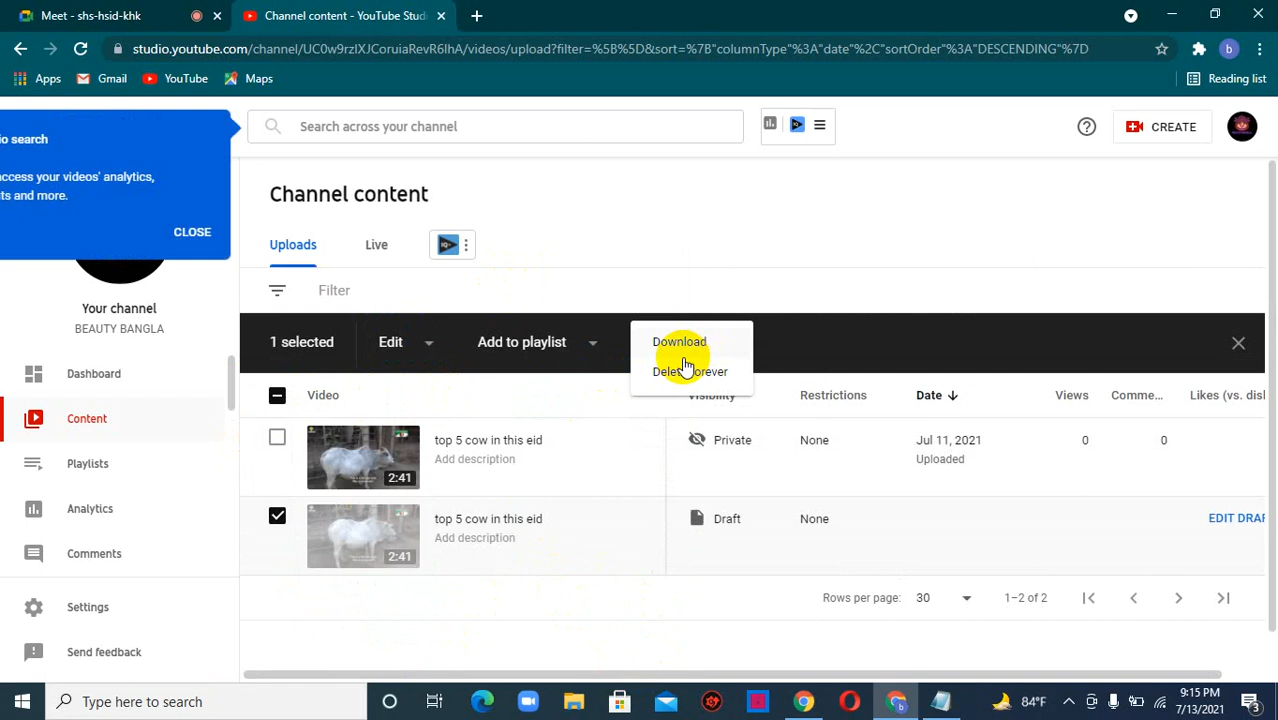 Meet - shs-hsid-khk
Channel content - YouTube Stud
studio.youtube.com/channel/UC0w9rzIXJCoruiaRevR6lhA/videos/upload?filter=%5B%5D&sort=%7B"columnType"%3A"date"%2C"sortOrder"%3A"DESCENDING"%7D
b
Apps
Gmail
YouTube
Maps
Reading list
io search
ccess your videos' analytics,
ts and more.
CLOSE
Search across your channel
CREATE
Channel content
Uploads
Live
Filter
Your channel
BEAUTY BANGLA
Dashboard
Content
Playlists
Analytics
Comments
Settings
Send feedback
1 selected
Edit
Add to playlist
Download
Delete forever
Video
Visibility
Restrictions
Date
Views
Comme...
Likes (vs. disl
2:41
top 5 cow in this eid
Add description
Private
None
Jul 11, 2021
Uploaded
0
0
2:41
top 5 cow in this eid
Add description
Draft
None
EDIT DRAF
Rows per page: 30
1–2 of 2
Type here to search
84°F
9:15 PM
7/13/2021
3